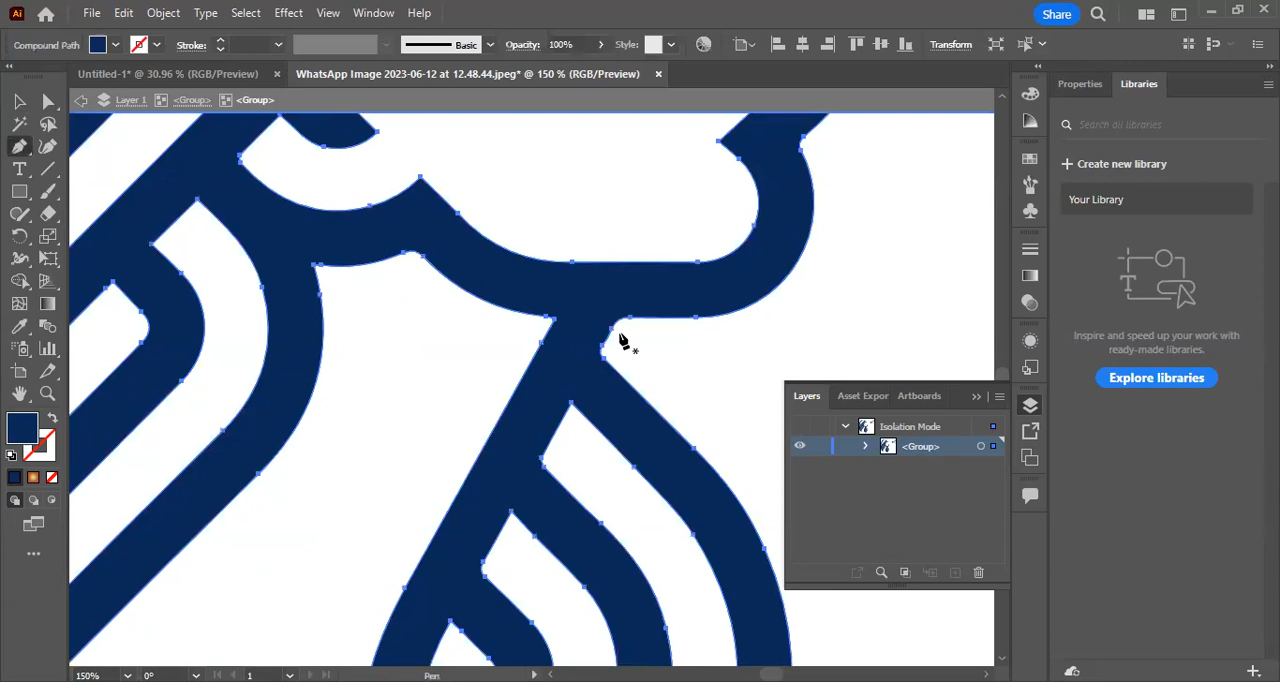 Ai File Edit Object Type Select Effect View Window Help Share
Compound Path Stroke: Basic Opacity: 100% Style: Transform
Untitled-1* @ 30.96 % (RGB/Preview) × WhatsApp Image 2023-06-12 at 12.48.44.jpeg* @ 150 % (RGB/Preview) ×
Layer 1 <Group> <Group>
Properties Libraries
Search all libraries
Create new library
Your Library
Inspire and speed up your work with
ready-made libraries.
Explore libraries
Layers Asset Expor Artboards
Isolation Mode
<Group>
150% 0° 1 Pen